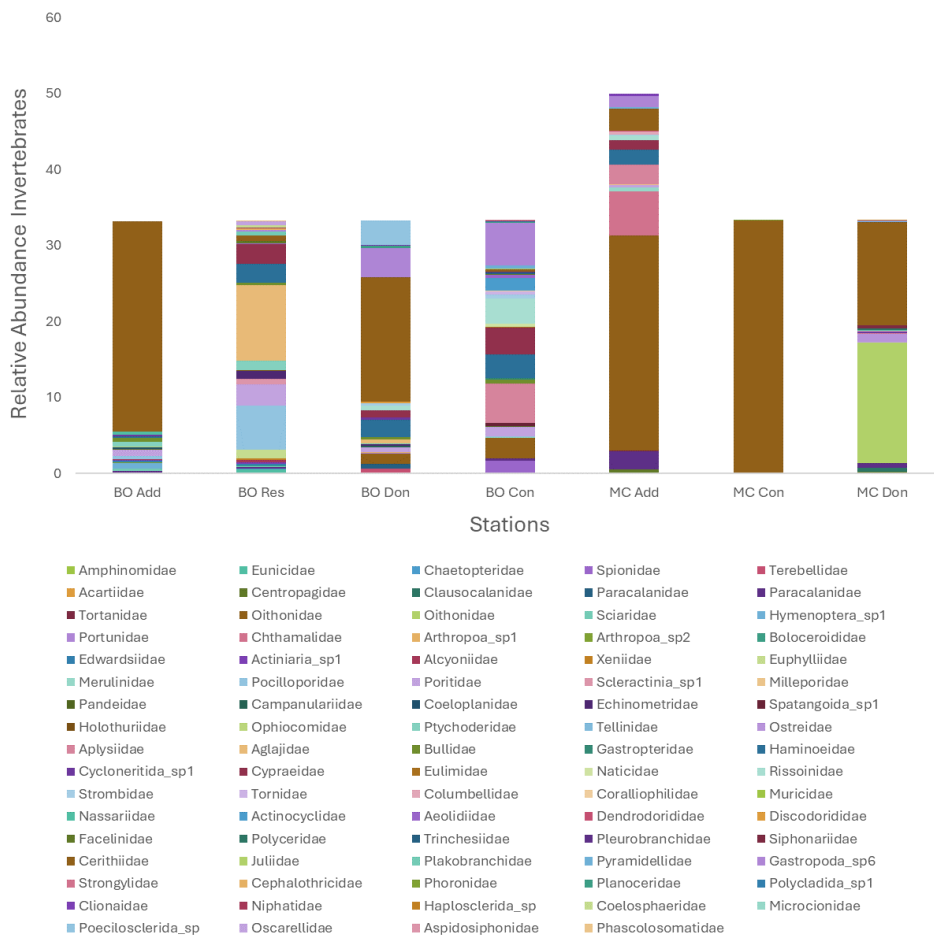 60
50
40
30
20
10
0
Relative Abundance Invertebrates
BO Add BO Res BO Don BO Con MC Add MC Con MC Don
Stations
Amphinomidae Eunicidae Chaetopteridae Spionidae Terebellidae
Acartiidae Centropagidae Clausocalanidae Paracalanidae Paracalanidae
Tortanidae Oithonidae Sciaridae Oithonidae Hymenoptera_sp1
Portunidae Chthamalidae Arthropoa_sp1 Arthropoa_sp2 Boloceroididae
Edwardsiidae Actiniaria_sp1 Alcyoniidae Xeniidae Euphylliidae
Merulinidae Pocilloporidae Poritidae Scleractinia_sp1 Milleporidae
Pandeidae Campanulariidae Coeloplanidae Echinometridae Spatangoida_sp1
Holothuriidae Ophiocomidae Ptychoderidae Tellinidae Ostreidae
Aplysiidae Aglajidae Bullidae Gastropteridae Haminoeidae
Cycloneritida_sp1 Cypraeidae Eulimidae Naticidae Rissoinidae
Strombidae Tornidae Columbellidae Coralliophilidae Muricidae
Nassariidae Actinocyclidae Aeolidiidae Dendrodorididae Discodorididae
Facelinidae Polyceridae Trinchesiidae Pleurobranchidae Siphonariidae
Cerithiidae Juliidae Plakobranchidae Pyramidellidae Gastropoda_sp6
Strongylidae Cephalothricidae Phoronidae Planoceridae Polycladida_sp1
Clionaidae Niphatidae Haplosclerida_sp Coelosphaeridae Microcionidae
Poecilosclerida_sp Oscarellidae Aspidosiphonidae Phascolosomatidae